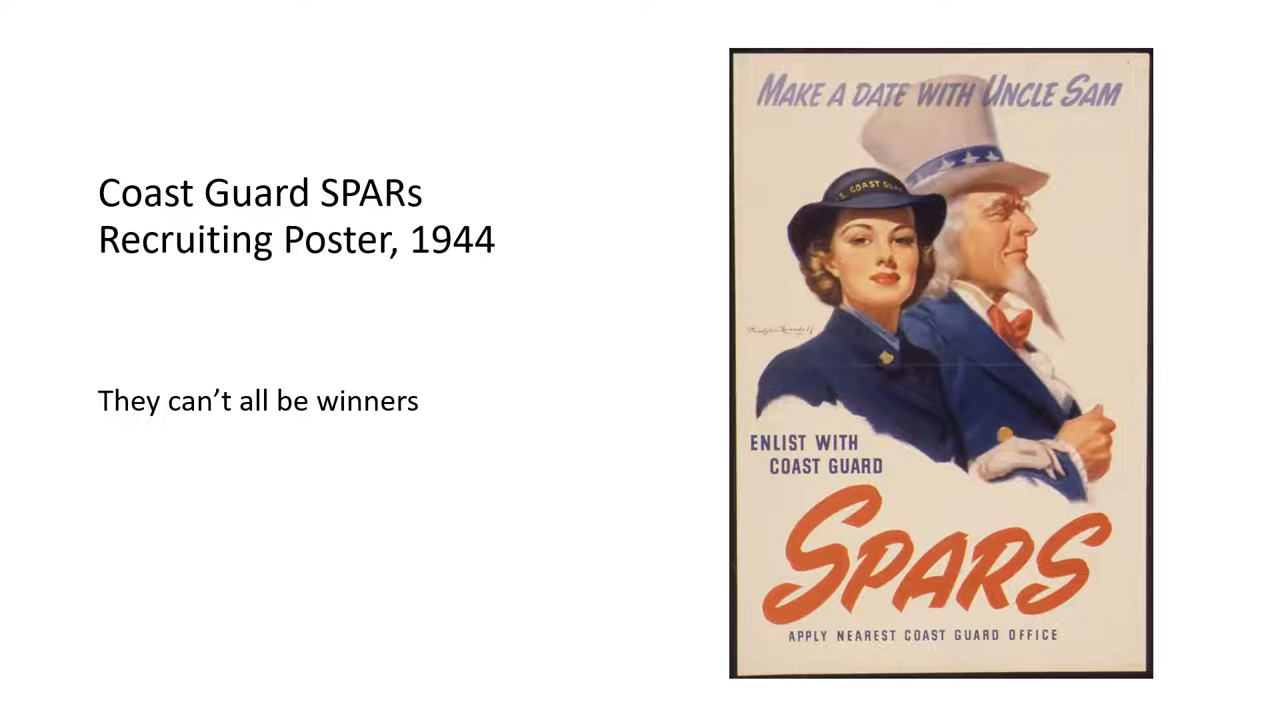 Coast Guard SPARs
Recruiting Poster, 1944
They can’t all be winners
MAKE A DATE WITH UNCLE SAM
S. COAST GUA
ENLIST WITH
COAST GUARD
SPARS
APPLY NEAREST COAST GUARD OFFICE